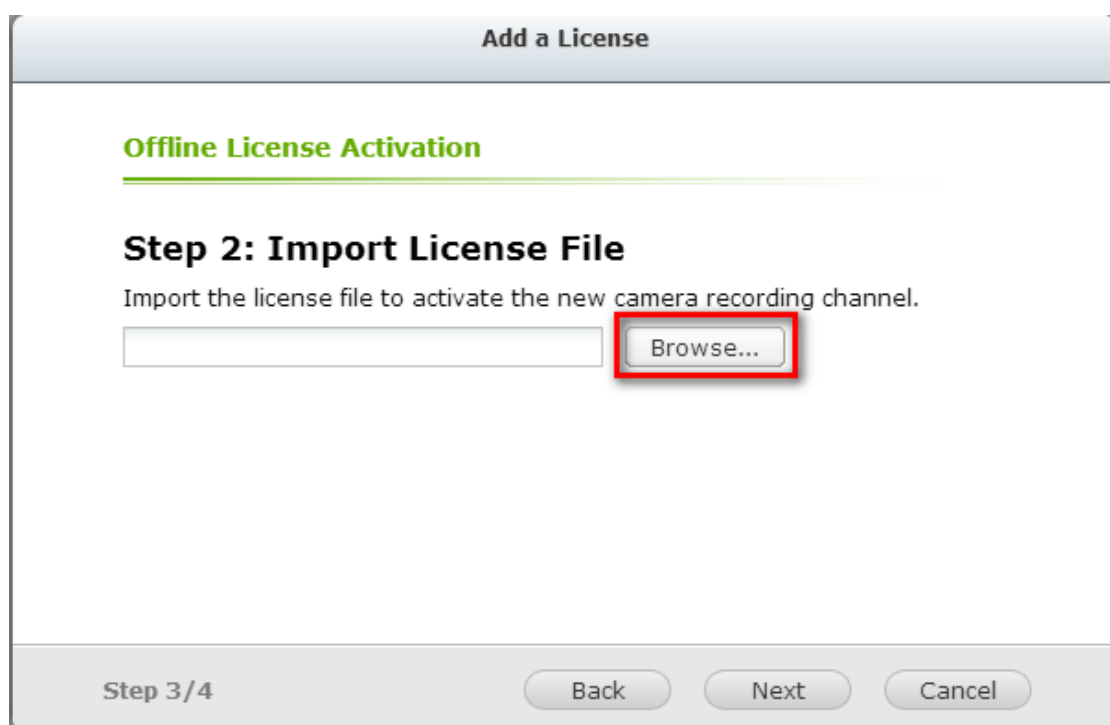 Add a License
Offline License Activation
Step 2: Import License File
Import the license file to activate the new camera recording channel.
Browse...
Step 3/4
Back
Next
Cancel